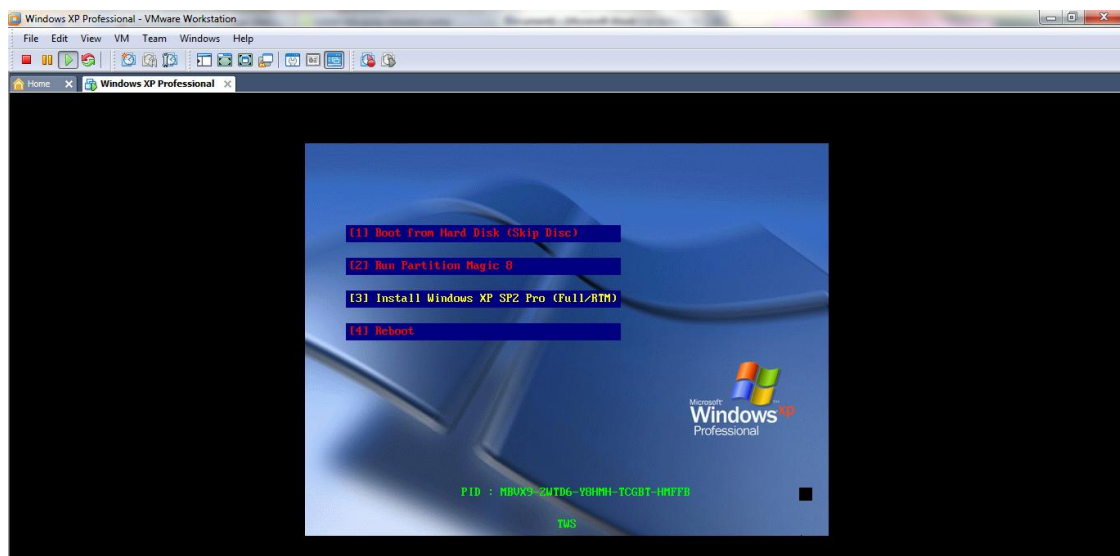 Windows XP Professional - VMware Workstation
File Edit View VM Team Windows Help
Home Windows XP Professional
[1] Boot from Hard Disk (Skip Disc)
[2] Run Partition Magic 8
[3] Install Windows XP SP2 Pro (Full/RTM)
[4] Reboot
Microsoft
Windows xp
Professional
PID : MBVX9-2WTD6-Y8HMH-TCGBT-HMFFB
TWS